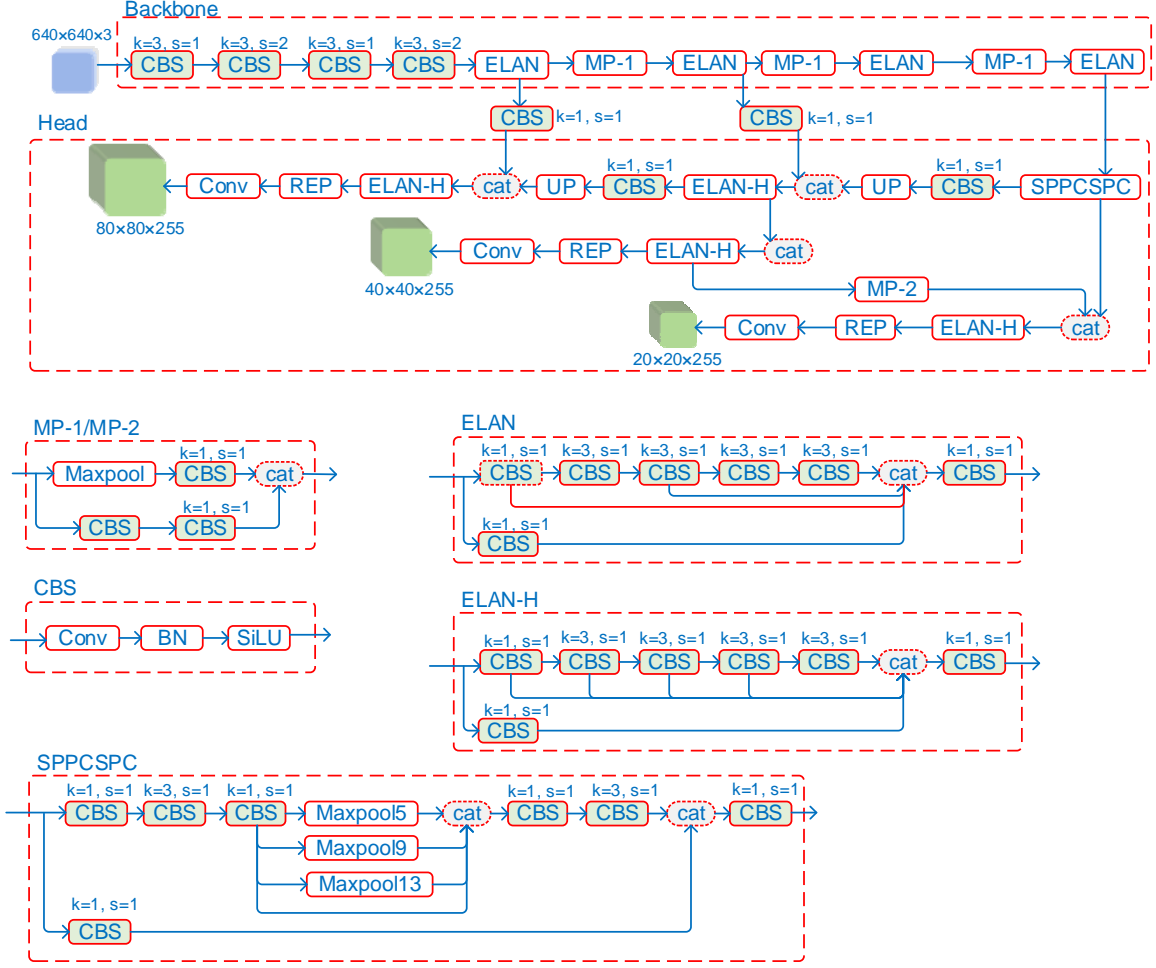 Backbone
640×640×3
k=3, s=1 k=3, s=2 k=3, s=1 k=3, s=2
CBS CBS CBS CBS ELAN MP-1 ELAN MP-1 ELAN MP-1 ELAN
CBS k=1, s=1 CBS k=1, s=1
Head
k=1, s=1 k=1, s=1
Conv REP ELAN-H cat UP CBS ELAN-H cat UP CBS SPPCSPC
80×80×255
Conv REP ELAN-H cat
40×40×255
MP-2
Conv REP ELAN-H cat
20×20×255
MP-1/MP-2
k=1, s=1
Maxpool CBS cat
k=1, s=1
CBS CBS
ELAN
k=1, s=1 k=3, s=1 k=3, s=1 k=3, s=1 k=3, s=1 k=1, s=1
CBS CBS CBS CBS CBS cat CBS
k=1, s=1
CBS
CBS
Conv BN SiLU
ELAN-H
k=1, s=1 k=3, s=1 k=3, s=1 k=3, s=1 k=3, s=1 k=1, s=1
CBS CBS CBS CBS CBS cat CBS
k=1, s=1
CBS
SPPCSPC
k=1, s=1 k=3, s=1 k=1, s=1 k=1, s=1 k=3, s=1 k=1, s=1
CBS CBS CBS Maxpool5 cat CBS CBS cat CBS
Maxpool9
Maxpool13
k=1, s=1
CBS